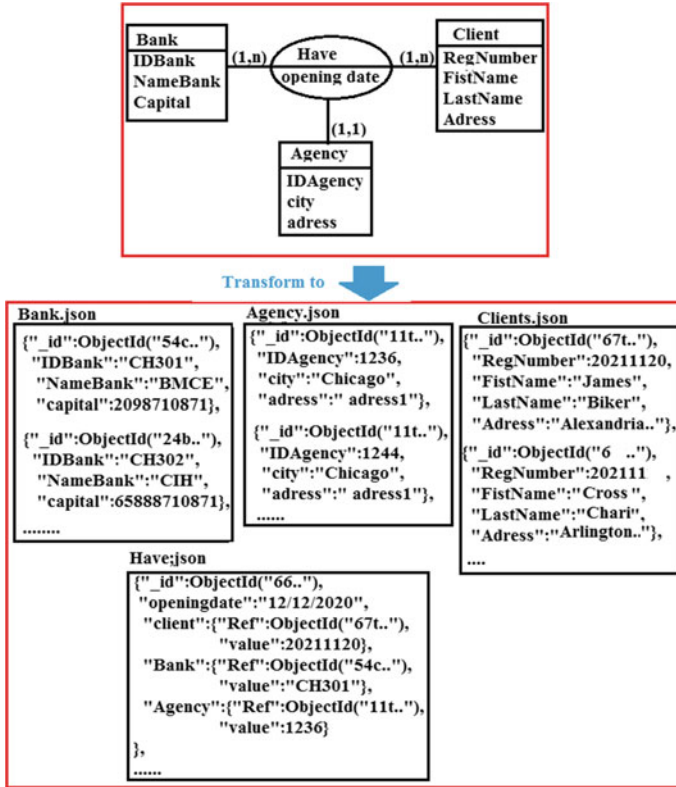 Bank
IDBank
NameBank
Capital
(1,n)
Have
opening date
(1,n)
Client
RegNumber
FistName
LastName
Adress
(1,1)
Agency
IDAgency
city
adress
Transform to
Bank.json
{"_id":ObjectId("54c.."),
"IDBank":"CH301",
"NameBank":"BMCE",
"capital":2098710871},
{"_id":ObjectId("24b.."),
"IDBank":"CH302",
"NameBank":"CIH",
"capital":65888710871},
........
Agency.json
{"_id":ObjectId("11t.."),
"IDAgency":1236,
"city":"Chicago",
"adress":" adress1"},
{"_id":ObjectId("11t.."),
"IDAgency":1244,
"city":"Chicago",
"adress":" adress1"},
......
Clients.json
{"_id":ObjectId("67t.."),
"RegNumber":20211120,
"FistName":"James",
"LastName":"Biker",
"Adress":"Alexandria.."},
{"_id":ObjectId("6 .."),
"RegNumber":202111 ,
"FistName":"Cross",
"LastName":"Chari",
"Adress":"Arlington.."},
....
Have;json
{"_id":ObjectId("66.."),
"openingdate":"12/12/2020",
"client":{"Ref":ObjectId("67t.."),
"value":20211120},
"Bank":{"Ref":ObjectId("54c.."),
"value":"CH301"},
"Agency":{"Ref":ObjectId("11t.."),
"value":1236}
},
......